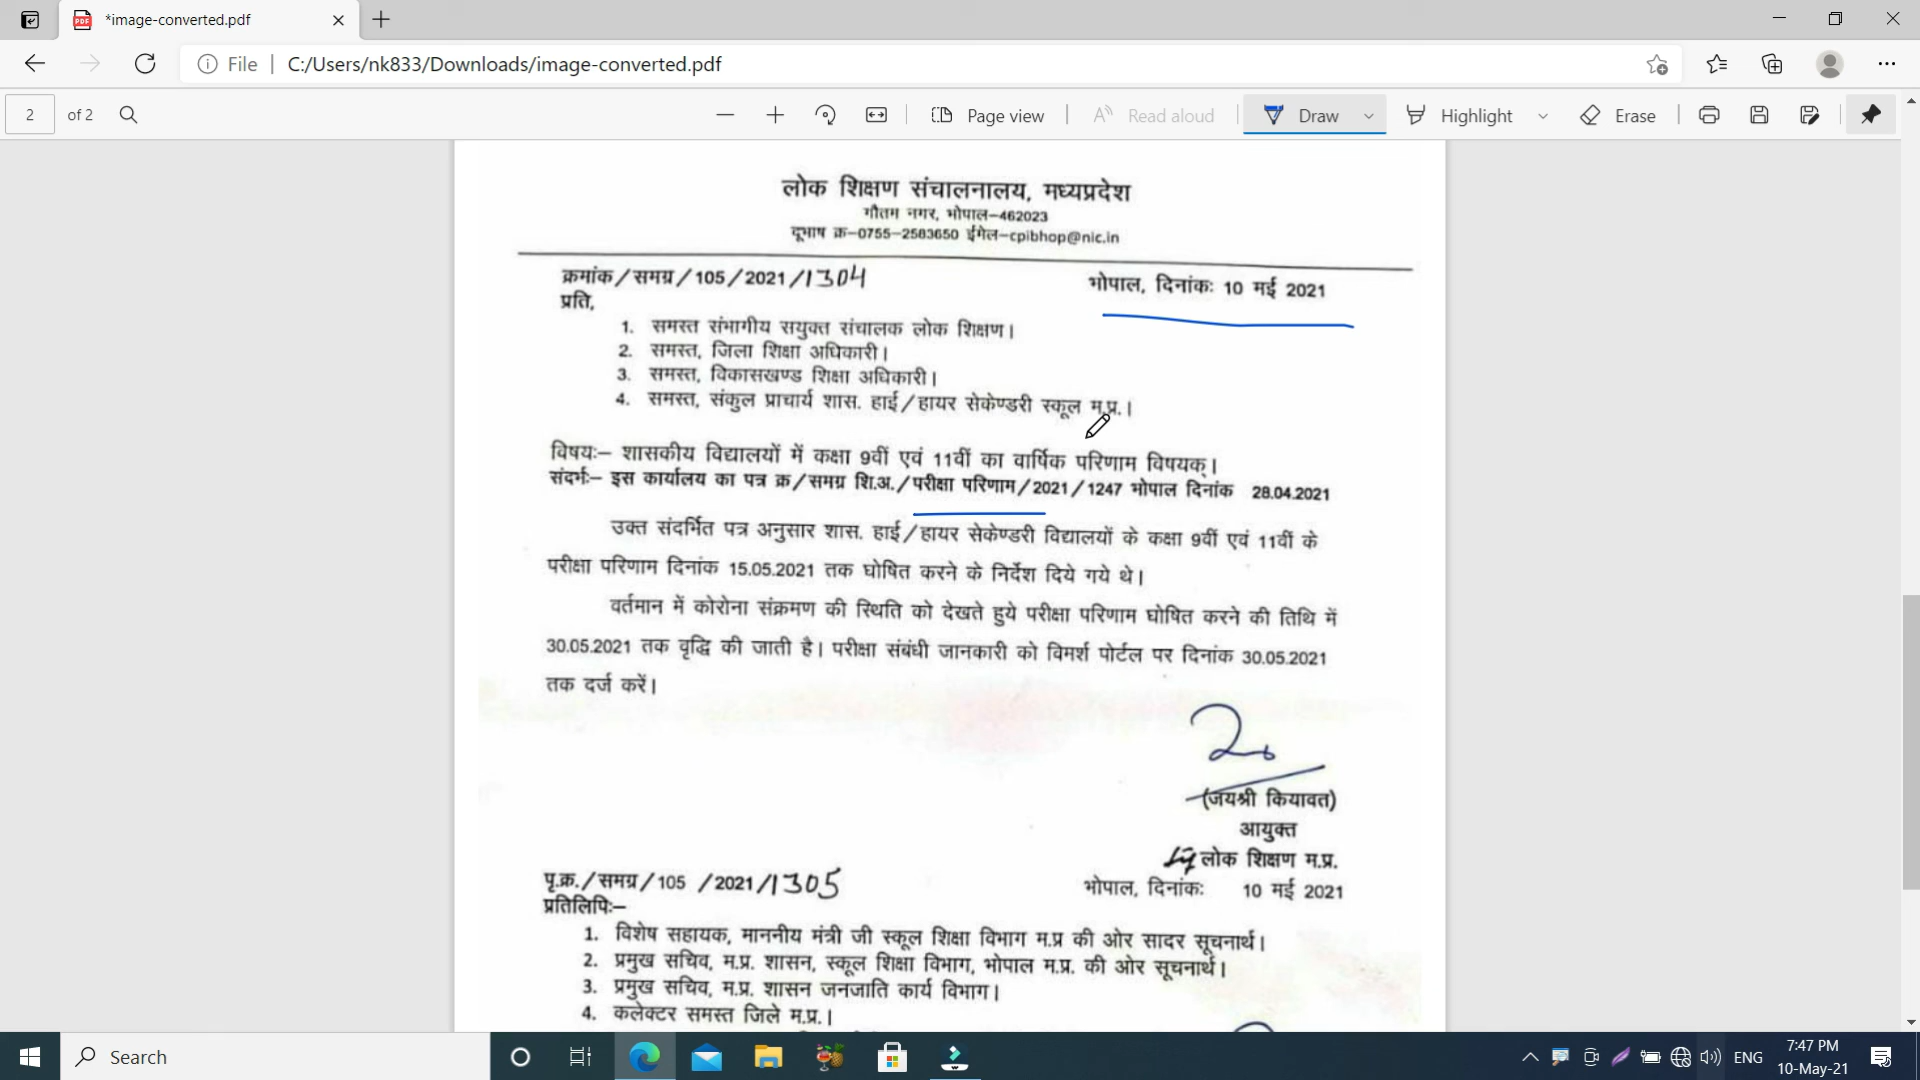 *image-converted.pdf
File | C:/Users/nk833/Downloads/image-converted.pdf
2 of 2 Page view Read aloud Draw Highlight Erase
लोक शिक्षण संचालनालय, मध्यप्रदेश
गौतम नगर, भोपाल–462023
दूभाष क्र–0755–2583650 ईमेल–cpibhop@nic.in
क्रमांक/समग्र/105/2021/1304 भोपाल, दिनांकः 10 मई 2021
प्रति,
1. समस्त संभागीय सयुक्त संचालक लोक शिक्षण।
2. समस्त, जिला शिक्षा अधिकारी।
3. समस्त, विकासखण्ड शिक्षा अधिकारी।
4. समस्त, संकुल प्राचार्य शास. हाई/हायर सेकेण्डरी स्कूल म.प्र.।
विषयः– शासकीय विद्यालयों में कक्षा 9वीं एवं 11वीं का वार्षिक परिणाम विषयक्।
संदर्भः– इस कार्यालय का पत्र क्र/समग्र शि.अ./परीक्षा परिणाम/2021/1247 भोपाल दिनांक 28.04.2021
उक्त संदर्भित पत्र अनुसार शास. हाई/हायर सेकेण्डरी विद्यालयों के कक्षा 9वीं एवं 11वीं के
परीक्षा परिणाम दिनांक 15.05.2021 तक घोषित करने के निर्देश दिये गये थे।
वर्तमान में कोरोना संक्रमण की स्थिति को देखते हुये परीक्षा परिणाम घोषित करने की तिथि में
30.05.2021 तक वृद्धि की जाती है। परीक्षा संबंधी जानकारी को विमर्श पोर्टल पर दिनांक 30.05.2021
तक दर्ज करें।
(जयश्री कियावत)
आयुक्त
लोक शिक्षण म.प्र.
पृ.क्र./समग्र/105 /2021/1305 भोपाल, दिनांकः 10 मई 2021
प्रतिलिपिः–
1. विशेष सहायक, माननीय मंत्री जी स्कूल शिक्षा विभाग म.प्र की ओर सादर सूचनार्थ।
2. प्रमुख सचिव, म.प्र. शासन, स्कूल शिक्षा विभाग, भोपाल म.प्र. की ओर सूचनार्थ।
3. प्रमुख सचिव, म.प्र. शासन जनजाति कार्य विभाग।
4. कलेक्टर समस्त जिले म.प्र.।
Search ENG 7:47 PM
10-May-21